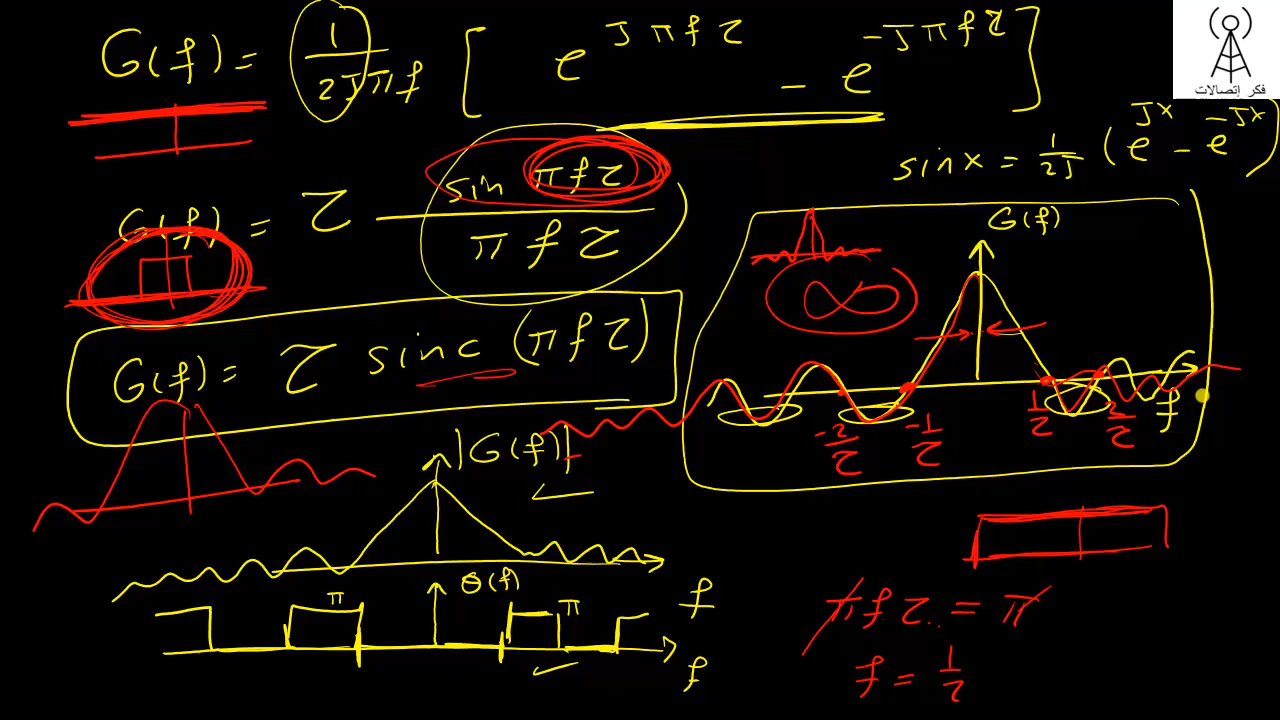 G(f) = 1/2Jπf [ e^Jπfτ - e^-Jπfτ ]
فكر إتصالات
sinx = 1/2J ( e^Jx - e^-Jx )
G(f) = τ sin πfτ / πfτ
G(f)
∞
G(f) = τ sinc (πfτ)
-2/τ -1/τ 1/τ 2/τ f
|G(f)|
f
θ(f)
π π
f
πfτ = π
f = 1/τ